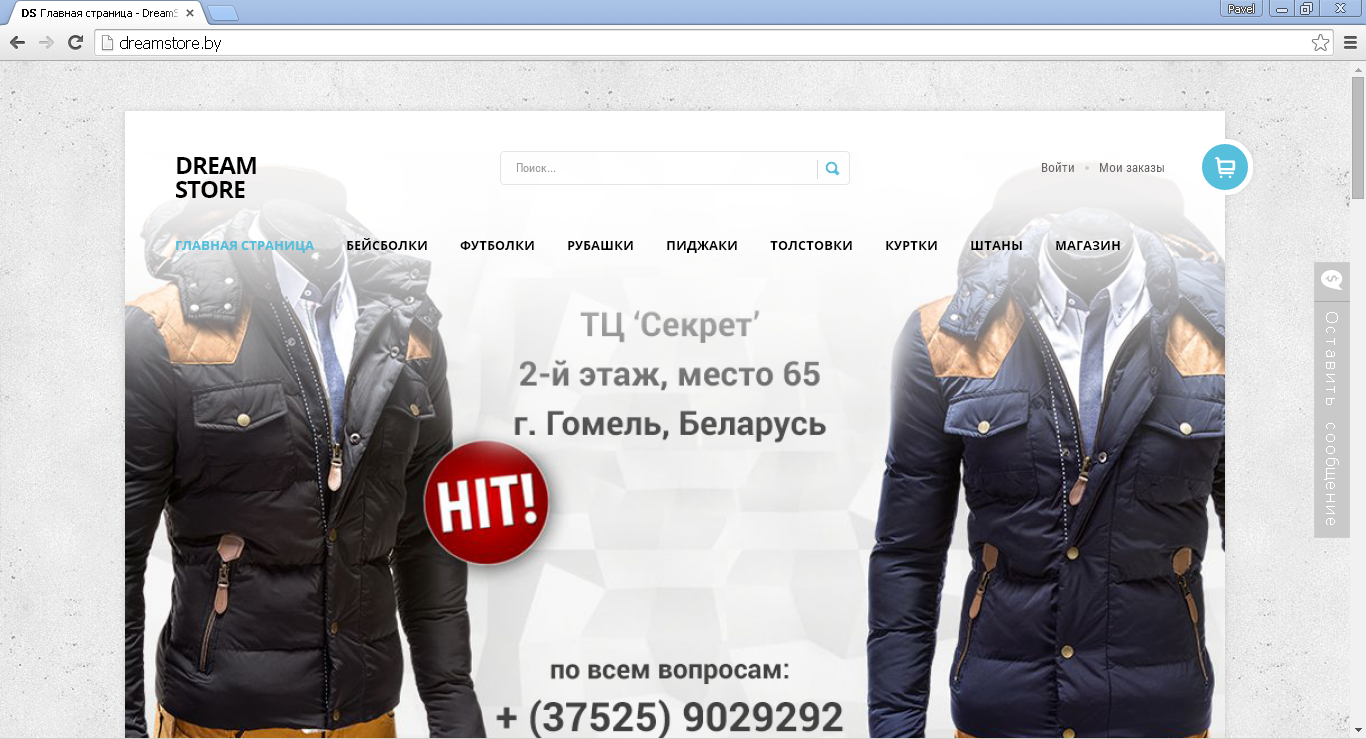 DS Главная страница - DreamS
Pavel
dreamstore.by
DREAM
STORE
Поиск...
Войти
Мои заказы
ГЛАВНАЯ СТРАНИЦА
БЕЙСБОЛКИ
ФУТБОЛКИ
РУБАШКИ
ПИДЖАКИ
ТОЛСТОВКИ
КУРТКИ
ШТАНЫ
МАГАЗИН
ТЦ ‘Секрет’
2-й этаж, место 65
г. Гомель, Беларусь
HIT!
Оставить сообщение
по всем вопросам:
+ (37525) 9029292